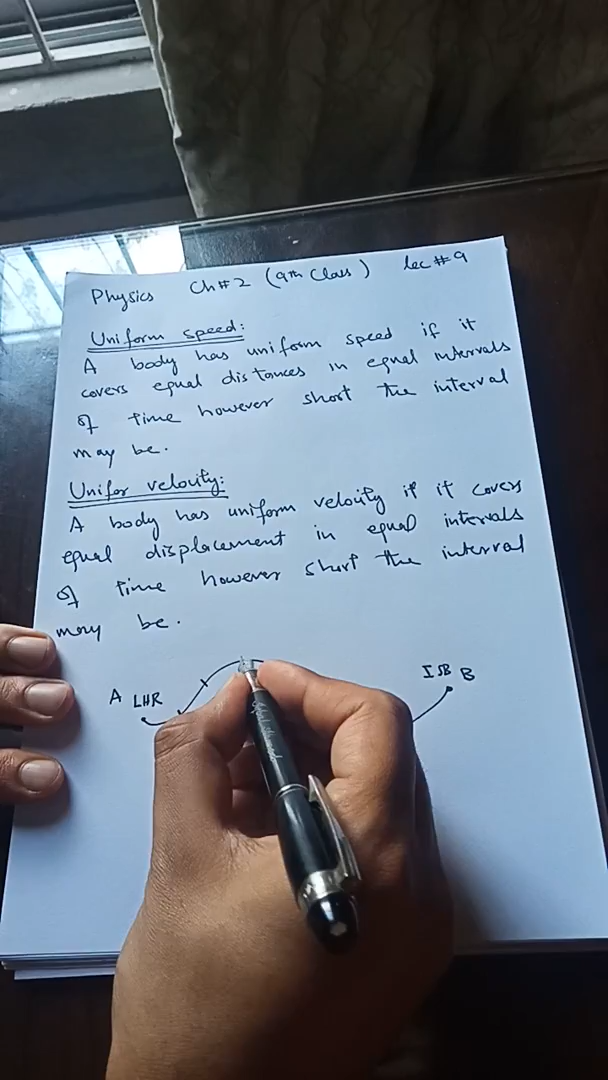 Physics Ch#2 (9th Class) lec #9
Uniform speed:
A body has uniform speed if it
covers equal distances in equal intervals
of time however short the interval
may be.
Unifor velocity:
A body has uniform velocity if it covers
equal displacement in equal intervals
of time however short the interval
may be.
A LHR ISB B